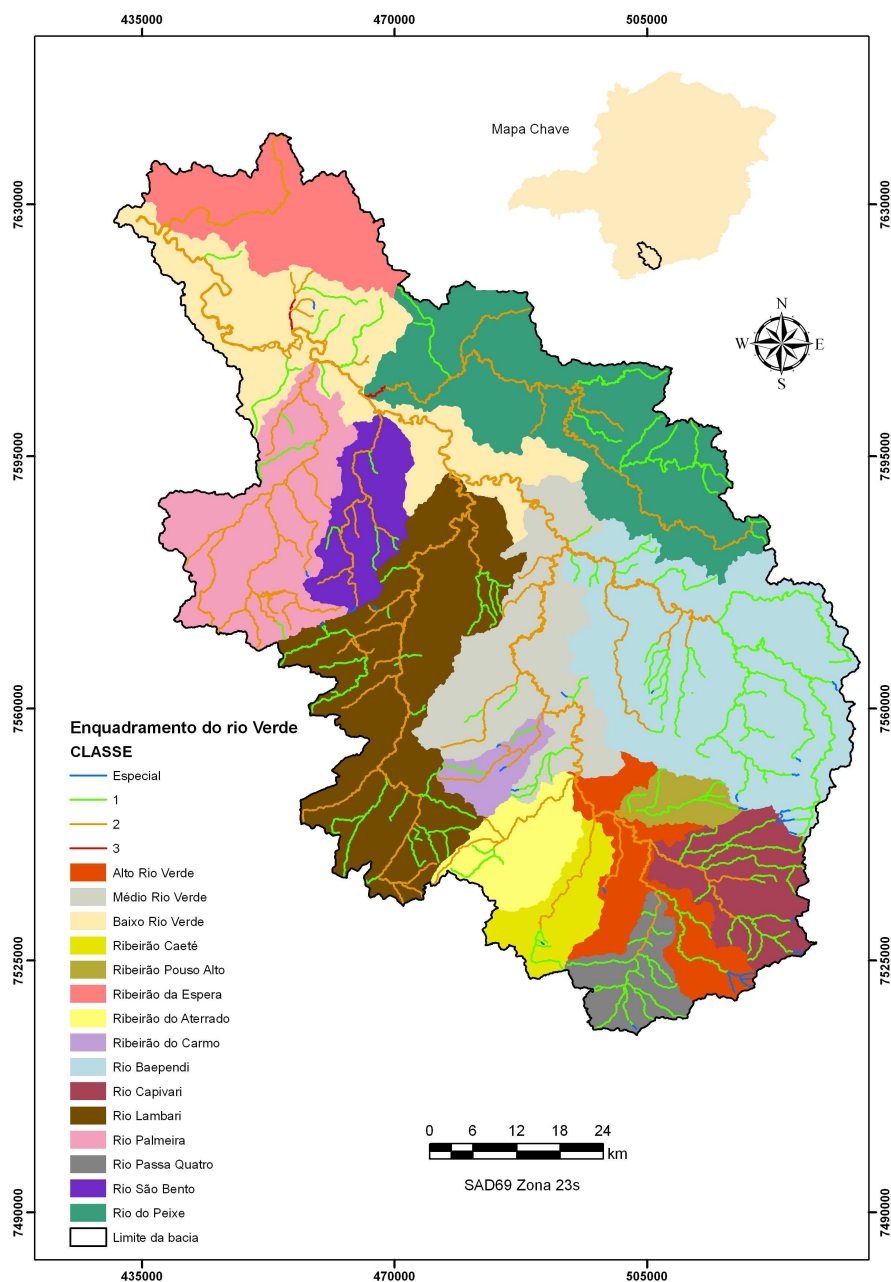 435000 470000 505000
Mapa Chave
7630000 7630000
N
W E
S
7595000 7595000
7560000 7560000
Enquadramento do rio Verde
CLASSE
Especial
1
2
3
Alto Rio Verde
Médio Rio Verde
Baixo Rio Verde
Ribeirão Caeté
Ribeirão Pouso Alto
Ribeirão da Espera
Ribeirão do Aterrado
Ribeirão do Carmo
Rio Baependi
Rio Capivari
Rio Lambari
Rio Palmeira
Rio Passa Quatro
Rio São Bento
Rio do Peixe
Limite da bacia
7525000 7525000
0 3 6 12 18 24
km
SAD69 Zona 23s
7490000 7490000
435000 470000 505000